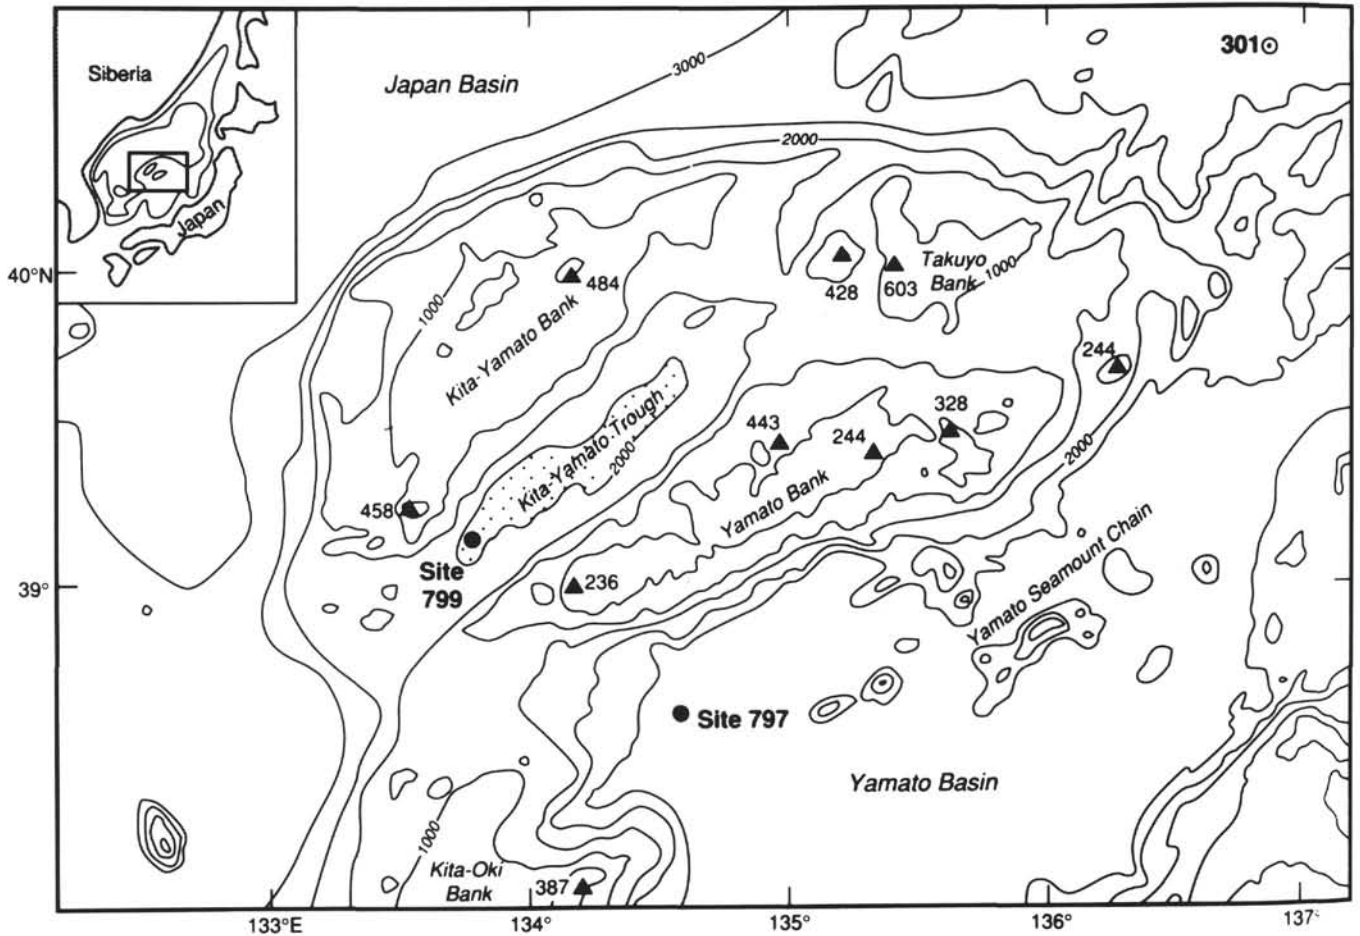 Siberia
Japan
Japan Basin
3000
301
2000
40°N
1000
484
Kita-Yamato Bank
428
603
Takuyo
Bank
1000
244
Kita-Yamato Trough
2000
443
244
328
Yamato Bank
2000
458
Site
799
39°
236
Yamato Seamount Chain
Site 797
Yamato Basin
1000
Kita-Oki
Bank
387
133°E
134°
135°
136°
137°